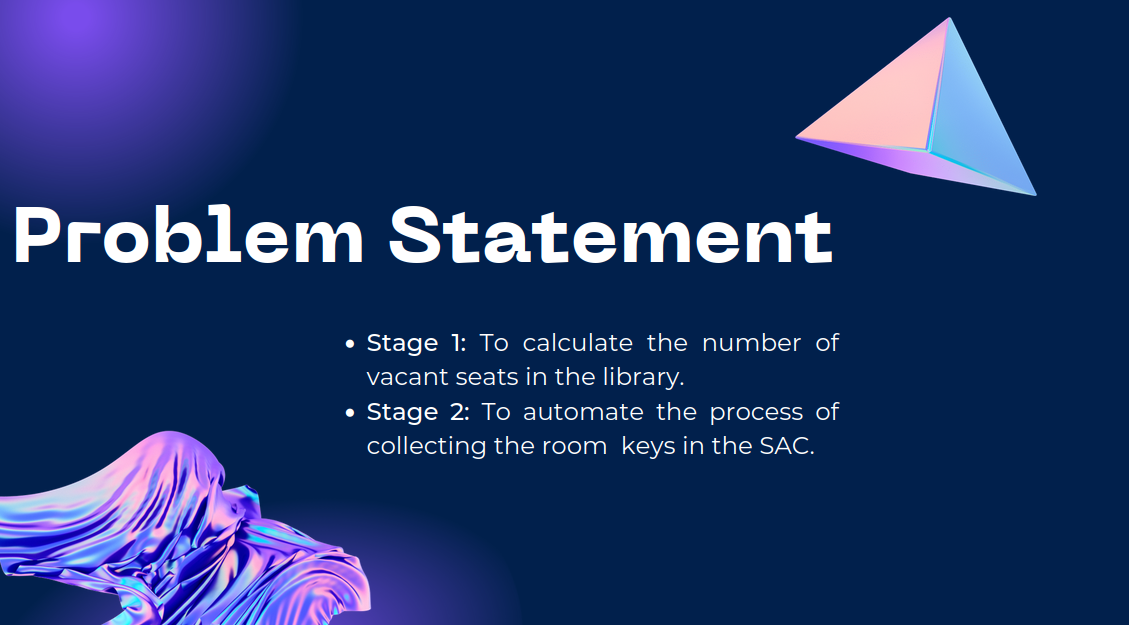 Problem Statement
• Stage 1: To calculate the number of
vacant seats in the library.
• Stage 2: To automate the process of
collecting the room keys in the SAC.